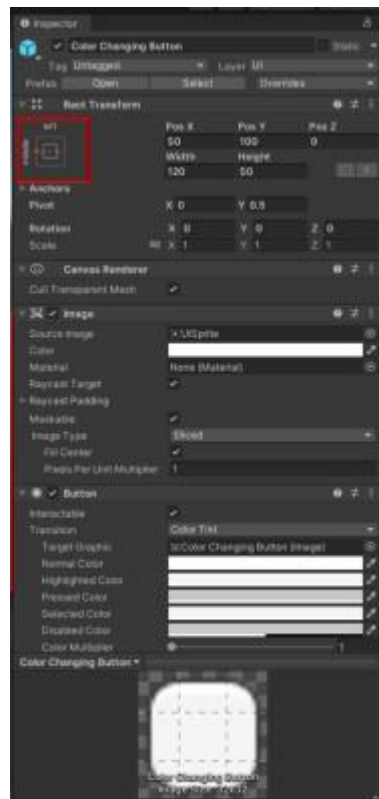 Inspector
Color Changing Button Static
Tag Untagged Layer UI
Prefab Open Select Overrides
Rect Transform
left Pos X Pos Y Pos Z
middle 50 100 0
Width Height
120 50
Anchors
Pivot X 0 Y 0.5
Rotation X 0 Y 0 Z 0
Scale X 1 Y 1 Z 1
Canvas Renderer
Cull Transparent Mesh
Image
Source Image UISprite
Color
Material None (Material)
Raycast Target
Raycast Padding
Maskable
Image Type Sliced
Fill Center
Pixels Per Unit Multiplier 1
Button
Interactable
Transition Color Tint
Target Graphic Color Changing Button (Image)
Normal Color
Highlighted Color
Pressed Color
Selected Color
Disabled Color
Color Multiplier 1
Color Changing Button
Color Changing Button
Image Size: 32x32